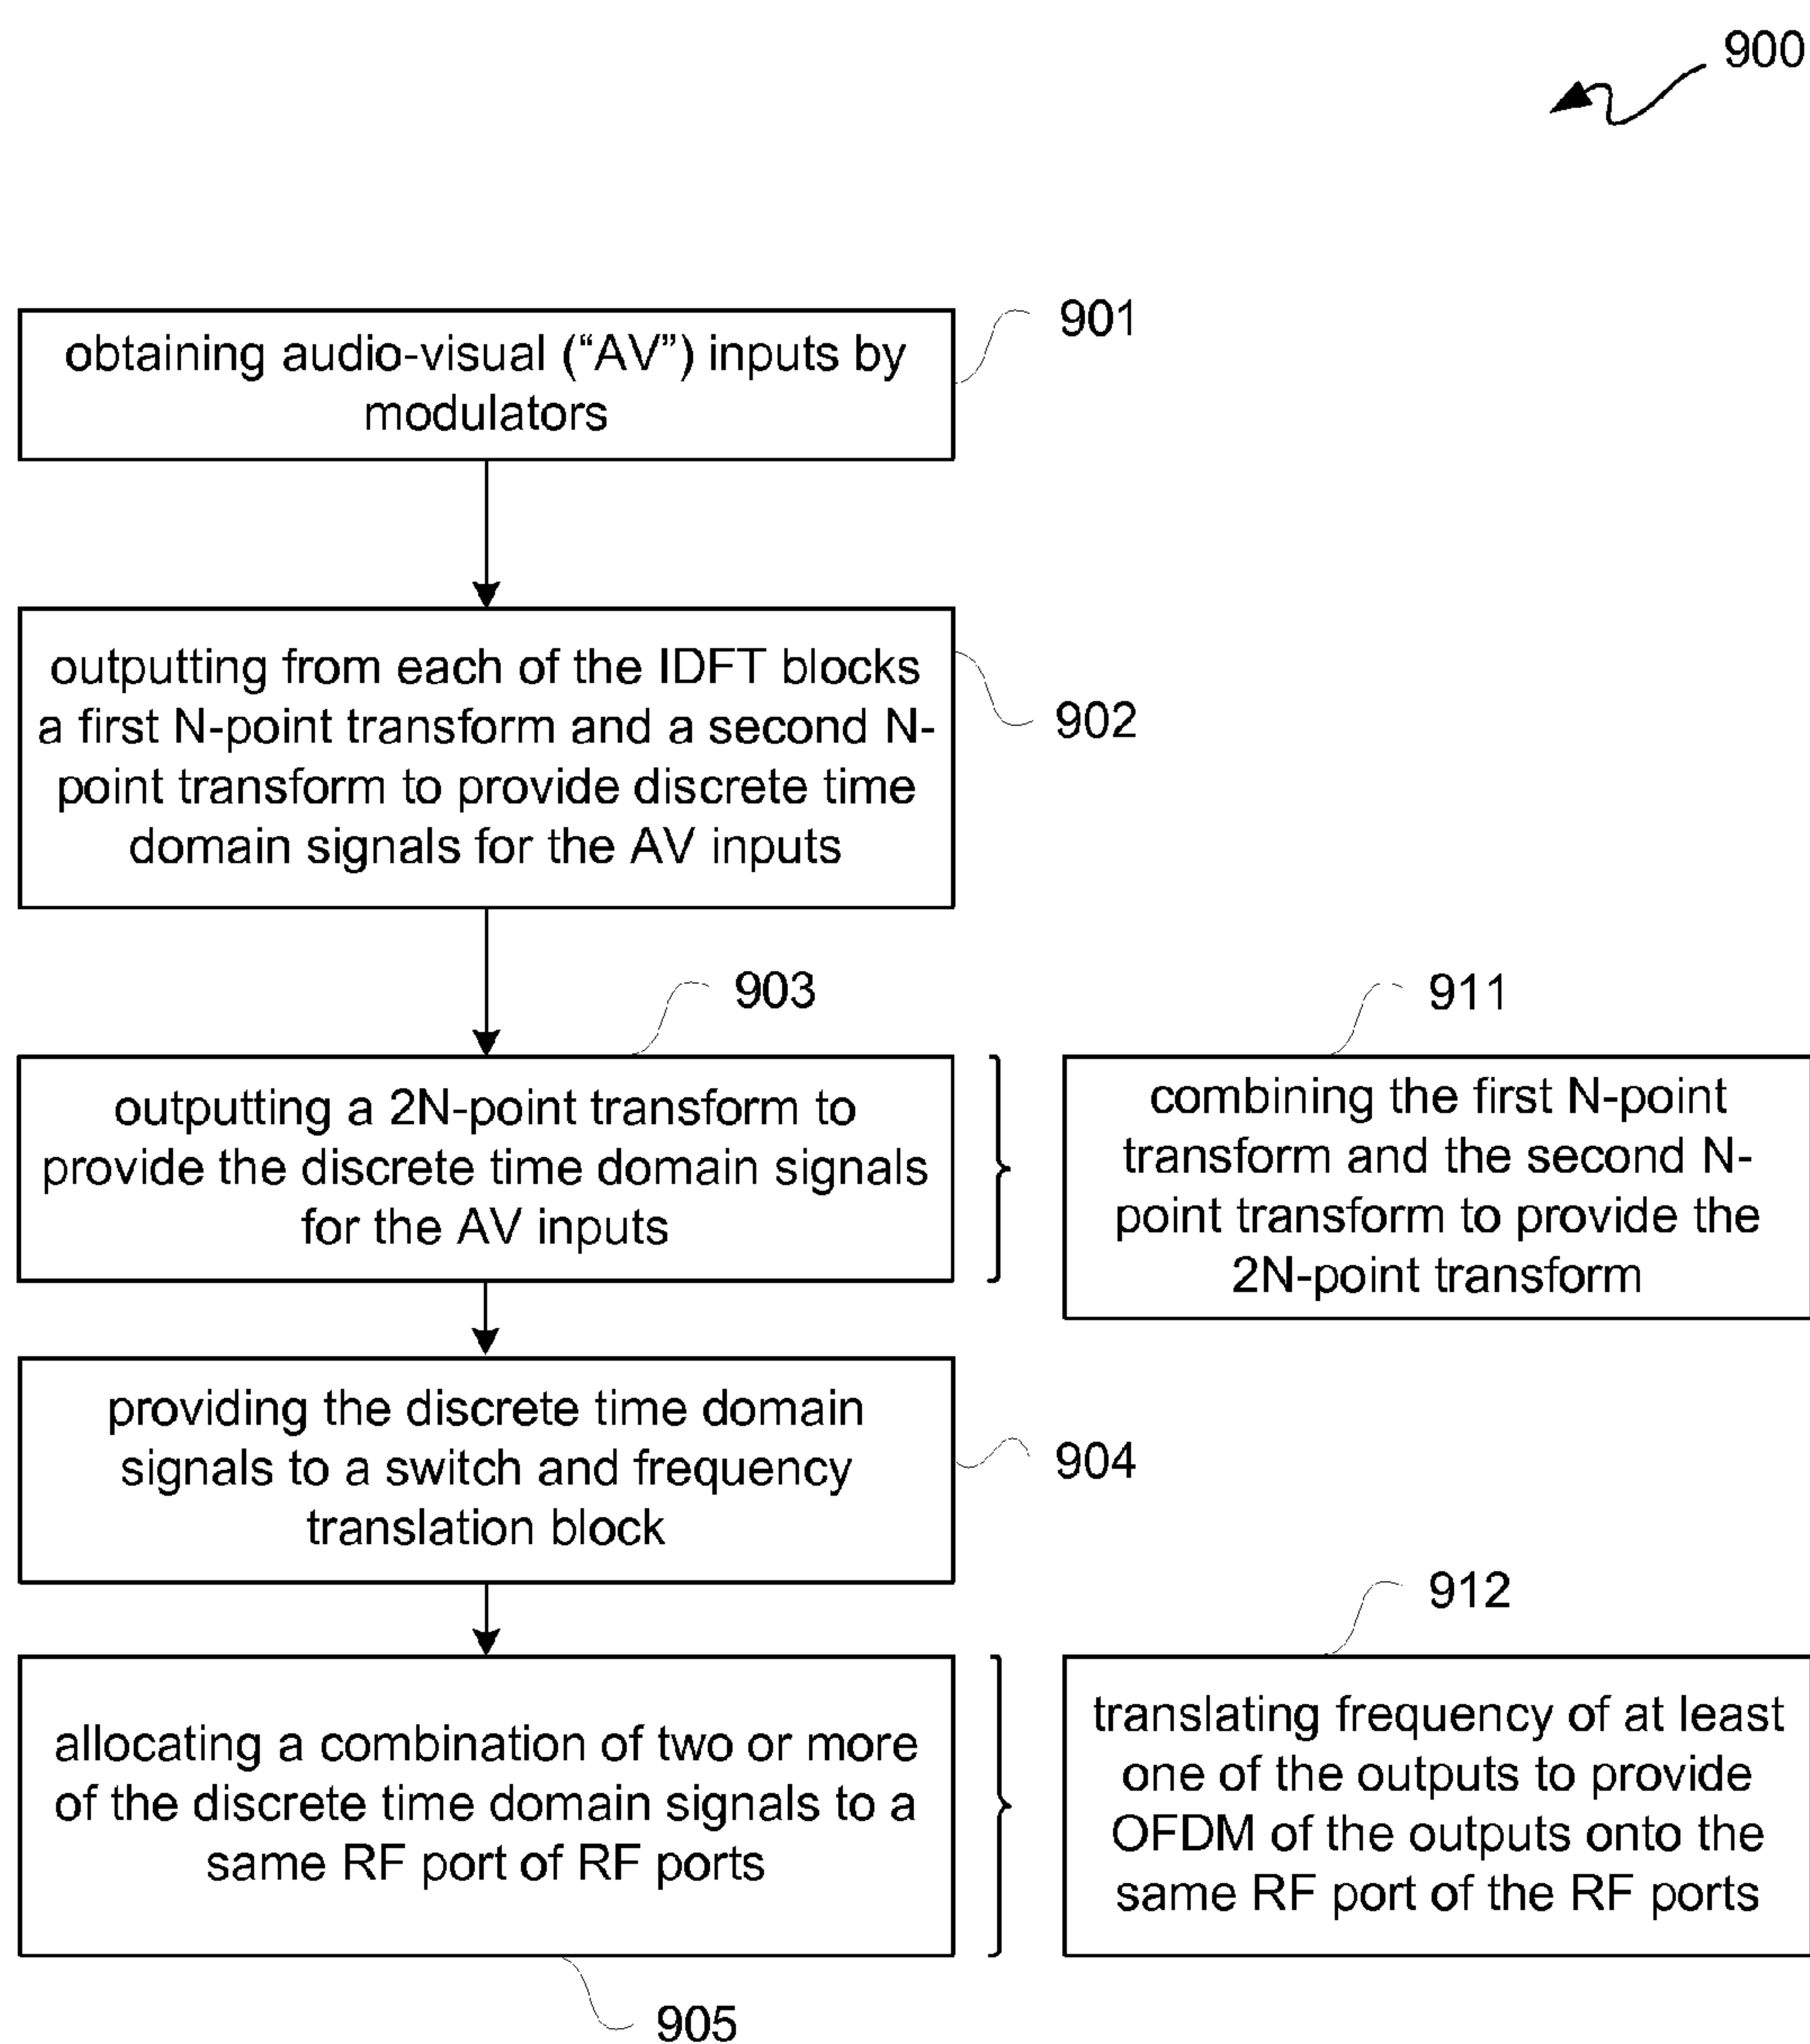 900
901
obtaining audio-visual (“AV”) inputs by
modulators
outputting from each of the IDFT blocks
a first N-point transform and a second N-
point transform to provide discrete time
domain signals for the AV inputs
902
903
outputting a 2N-point transform to
provide the discrete time domain signals
for the AV inputs
911
combining the first N-point
transform and the second N-
point transform to provide the
2N-point transform
providing the discrete time domain
signals to a switch and frequency
translation block
904
allocating a combination of two or more
of the discrete time domain signals to a
same RF port of RF ports
905
912
translating frequency of at least
one of the outputs to provide
OFDM of the outputs onto the
same RF port of the RF ports